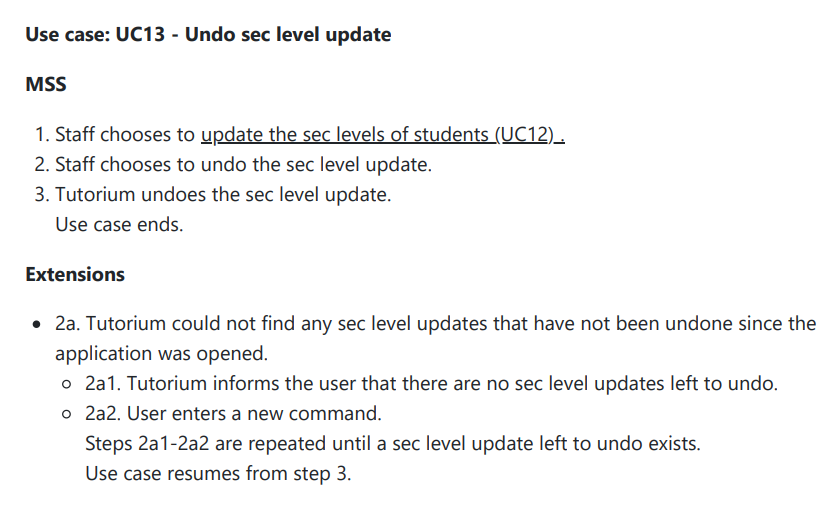 Use case: UC13 - Undo sec level update
MSS
1. Staff chooses to update the sec levels of students (UC12) .
2. Staff chooses to undo the sec level update.
3. Tutorium undoes the sec level update.
Use case ends.
Extensions
• 2a. Tutorium could not find any sec level updates that have not been undone since the
application was opened.
○ 2a1. Tutorium informs the user that there are no sec level updates left to undo.
○ 2a2. User enters a new command.
Steps 2a1-2a2 are repeated until a sec level update left to undo exists.
Use case resumes from step 3.